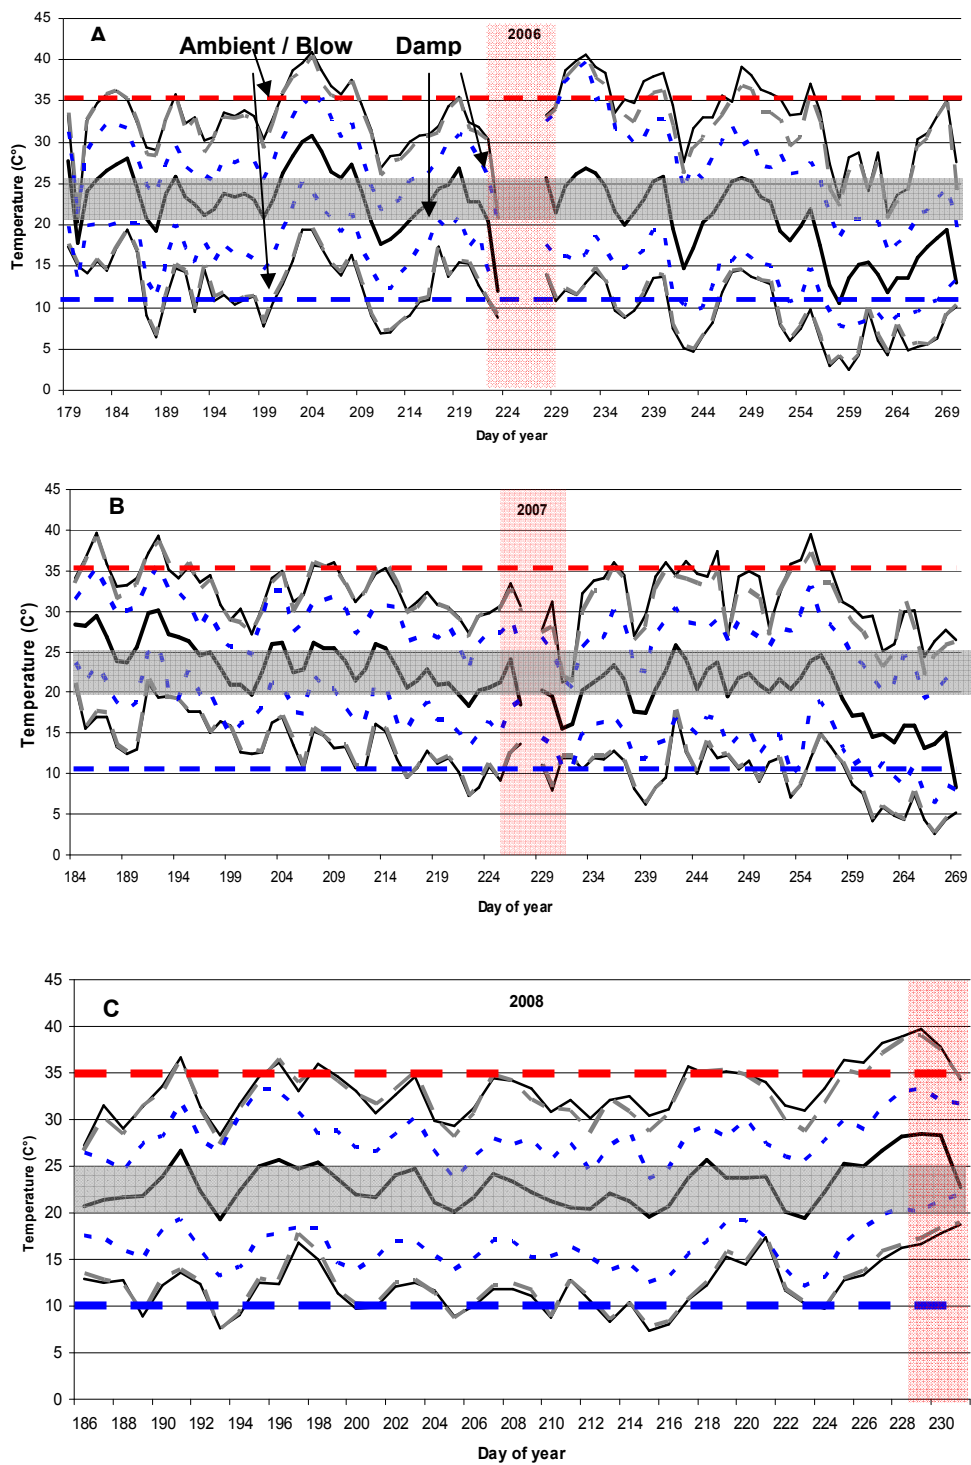 45
A
2006
Ambient / Blow
Damp
40
35
30
25
20
15
10
5
0
Temperature (C°)
179 184 189 194 199 204 209 214 219 224 229 234 239 244 249 254 259 264 269
Day of year
45
B
2007
40
35
30
25
20
15
10
5
0
Temperature (C°)
184 189 194 199 204 209 214 219 224 229 234 239 244 249 254 259 264 269
Day of year
45
C
2008
40
35
30
25
20
15
10
5
0
Temperature (C°)
186 188 190 192 194 196 198 200 202 204 206 208 210 212 214 216 218 220 222 224 226 228 230
Day of year